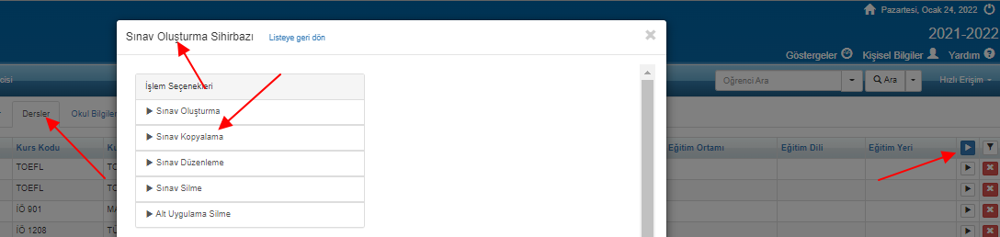 Pazartesi, Ocak 24, 2022
2021-2022
Göstergeler Kişisel Bilgiler Yardım
Sınav Oluşturma Sihirbazı Listeye geri dön
cisi
Öğrenci Ara Ara Hızlı Erişim
İşlem Seçenekleri
Dersler Okul Bilgiler
Sınav Oluşturma
Sınav Kopyalama
Kurs Kodu Ku Eğitim Ortamı Eğitim Dili Eğitim Yeri
Sınav Düzenleme
TOEFL TO
Sınav Silme
TOEFL TO
İÖ 901 MA
Alt Uygulama Silme
İÖ 1208 TÜ